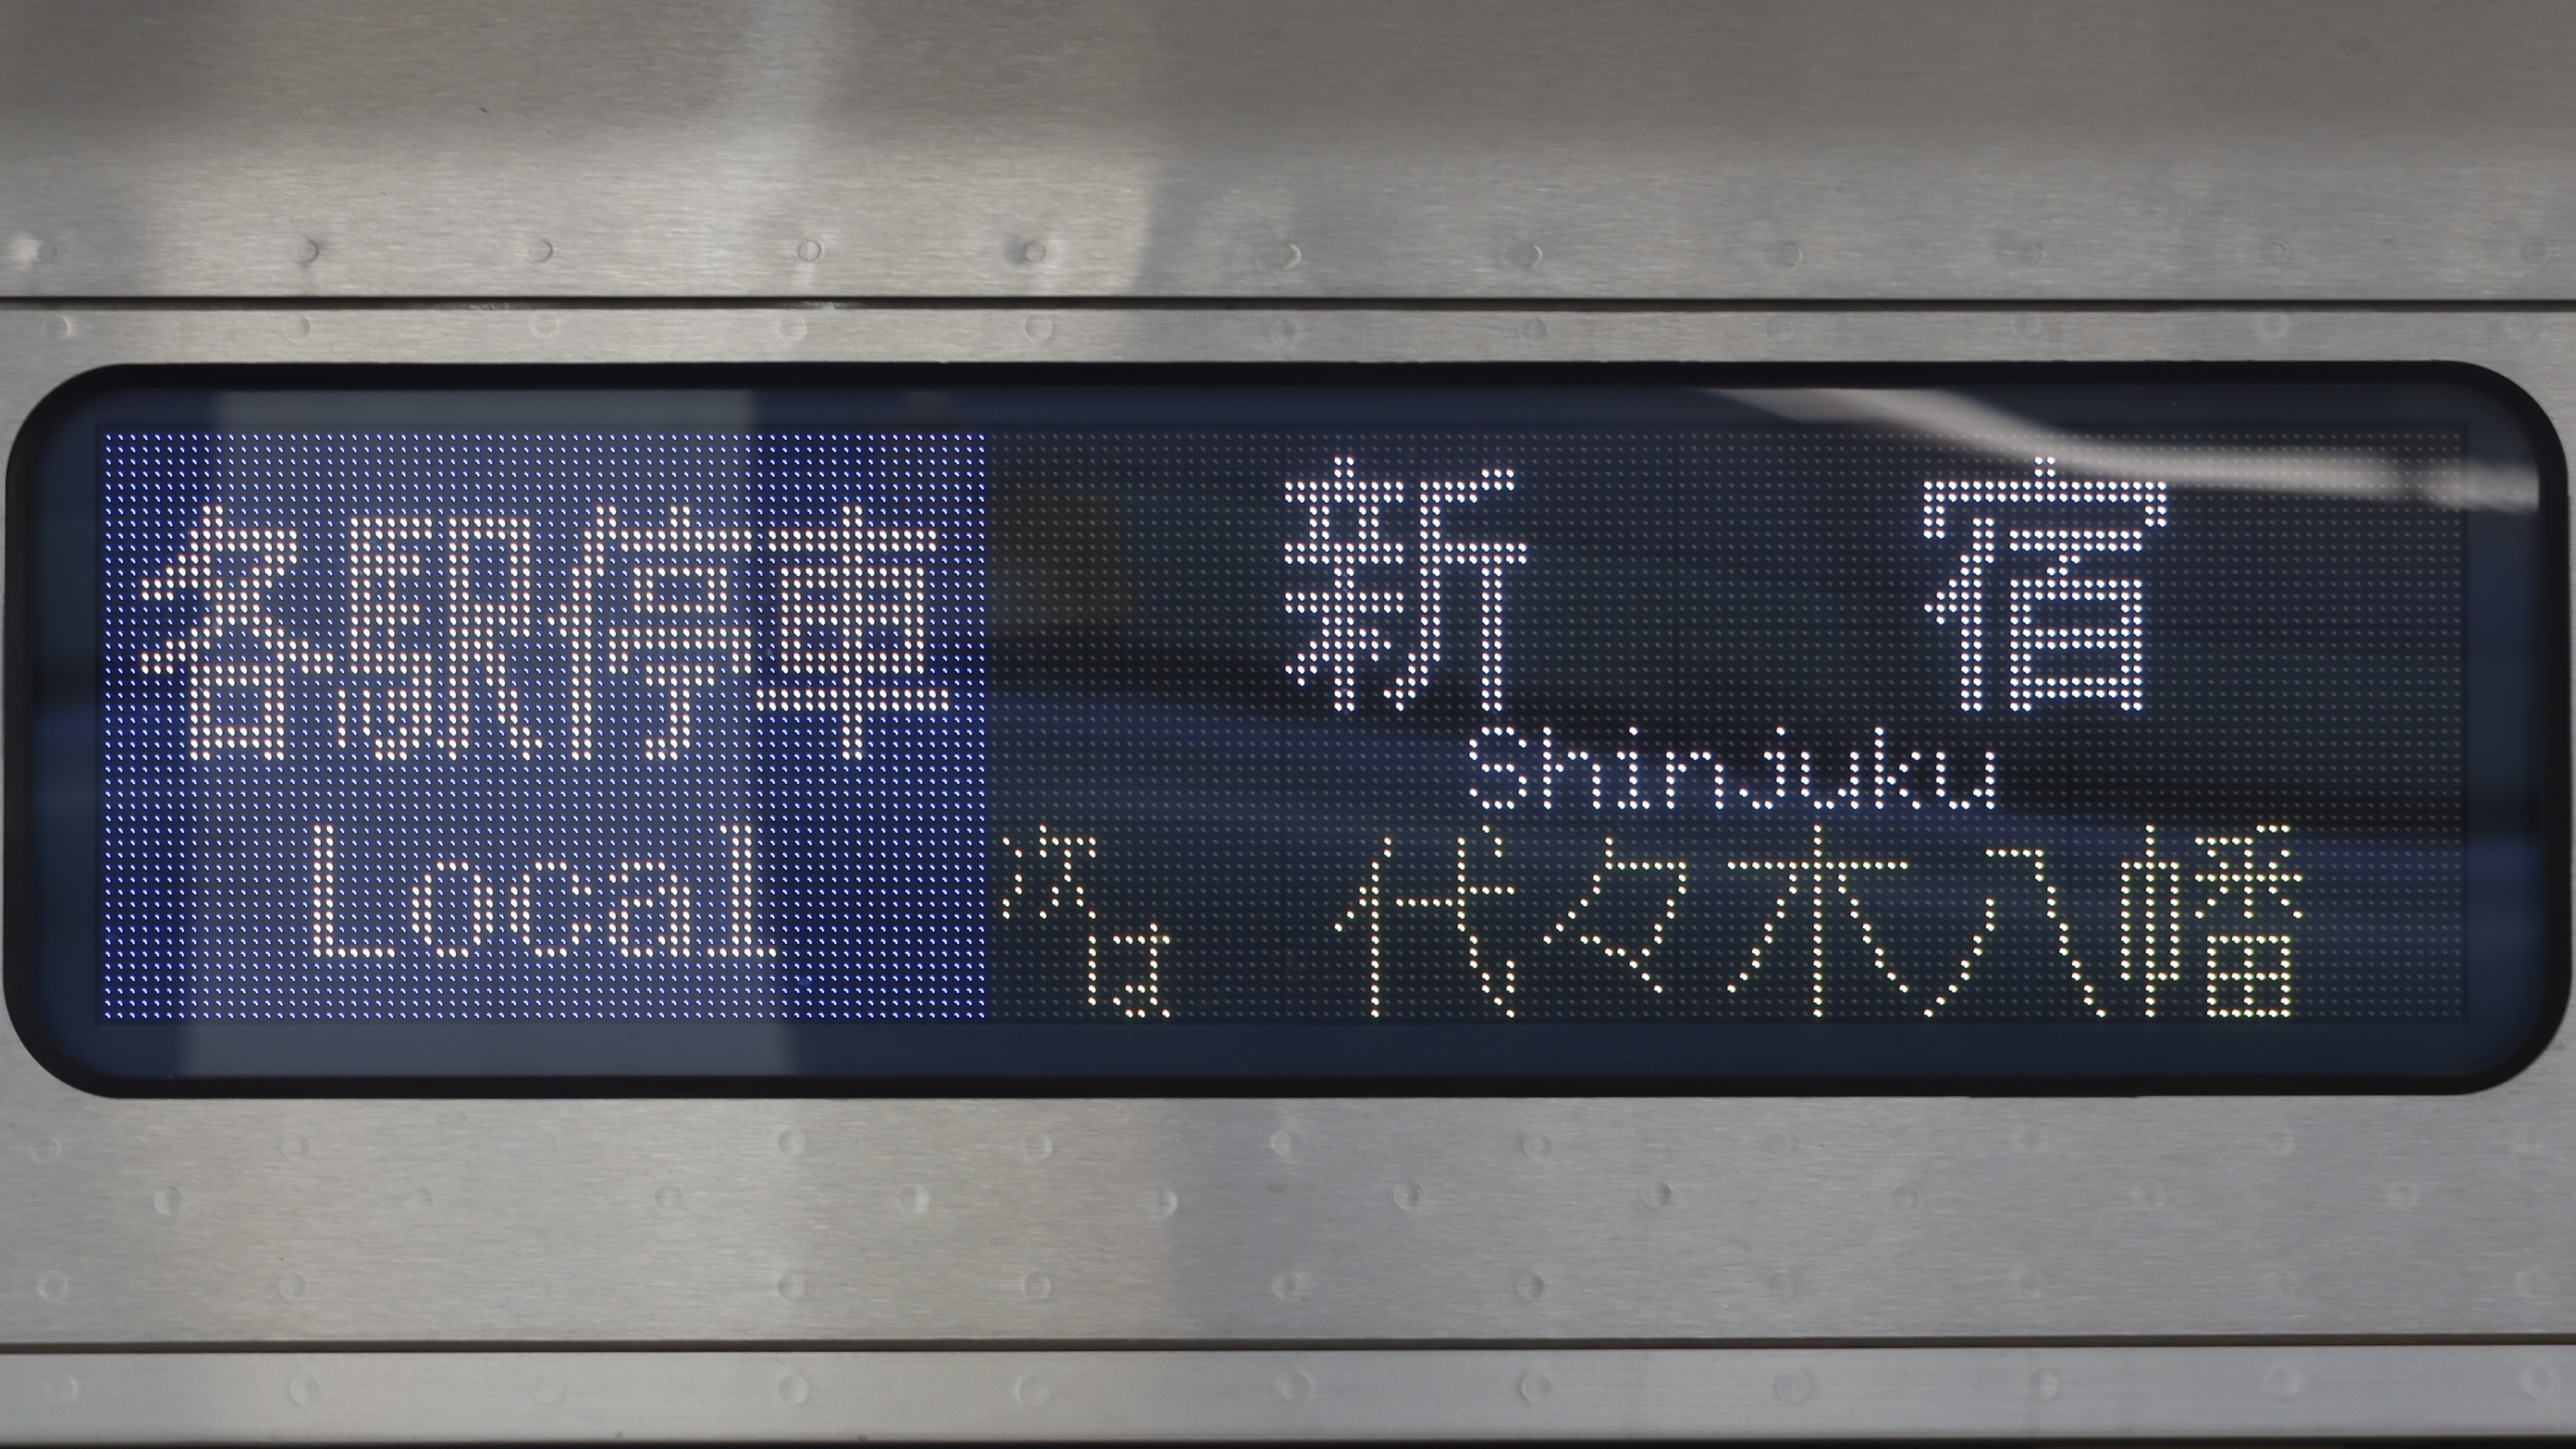 各駅停車
Local
新宿
Shinjuku
次は 代々木八幡